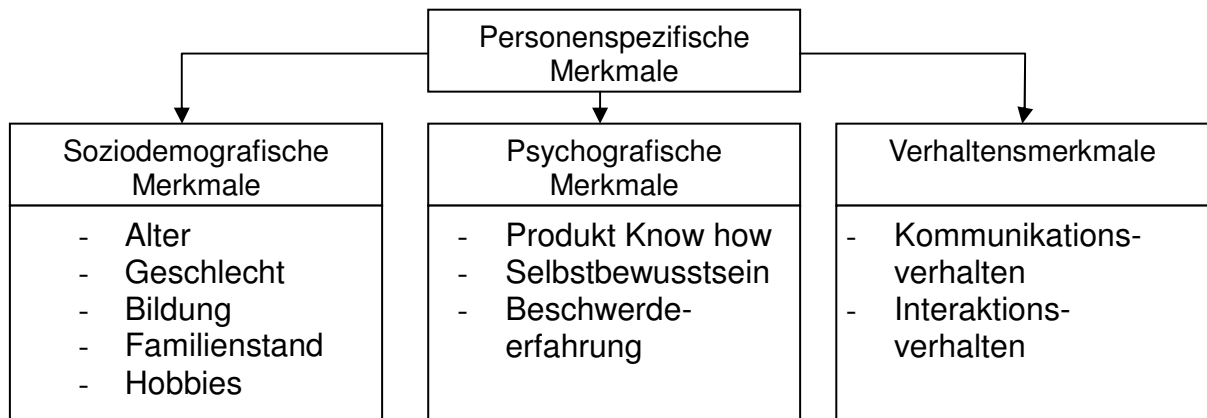 Personenspezifische
Merkmale
Soziodemografische
Merkmale
- Alter
- Geschlecht
- Bildung
- Familienstand
- Hobbies
Psychografische
Merkmale
- Produkt Know how
- Selbstbewusstsein
- Beschwerde-
erfahrung
Verhaltensmerkmale
- Kommunikations-
verhalten
- Interaktions-
verhalten